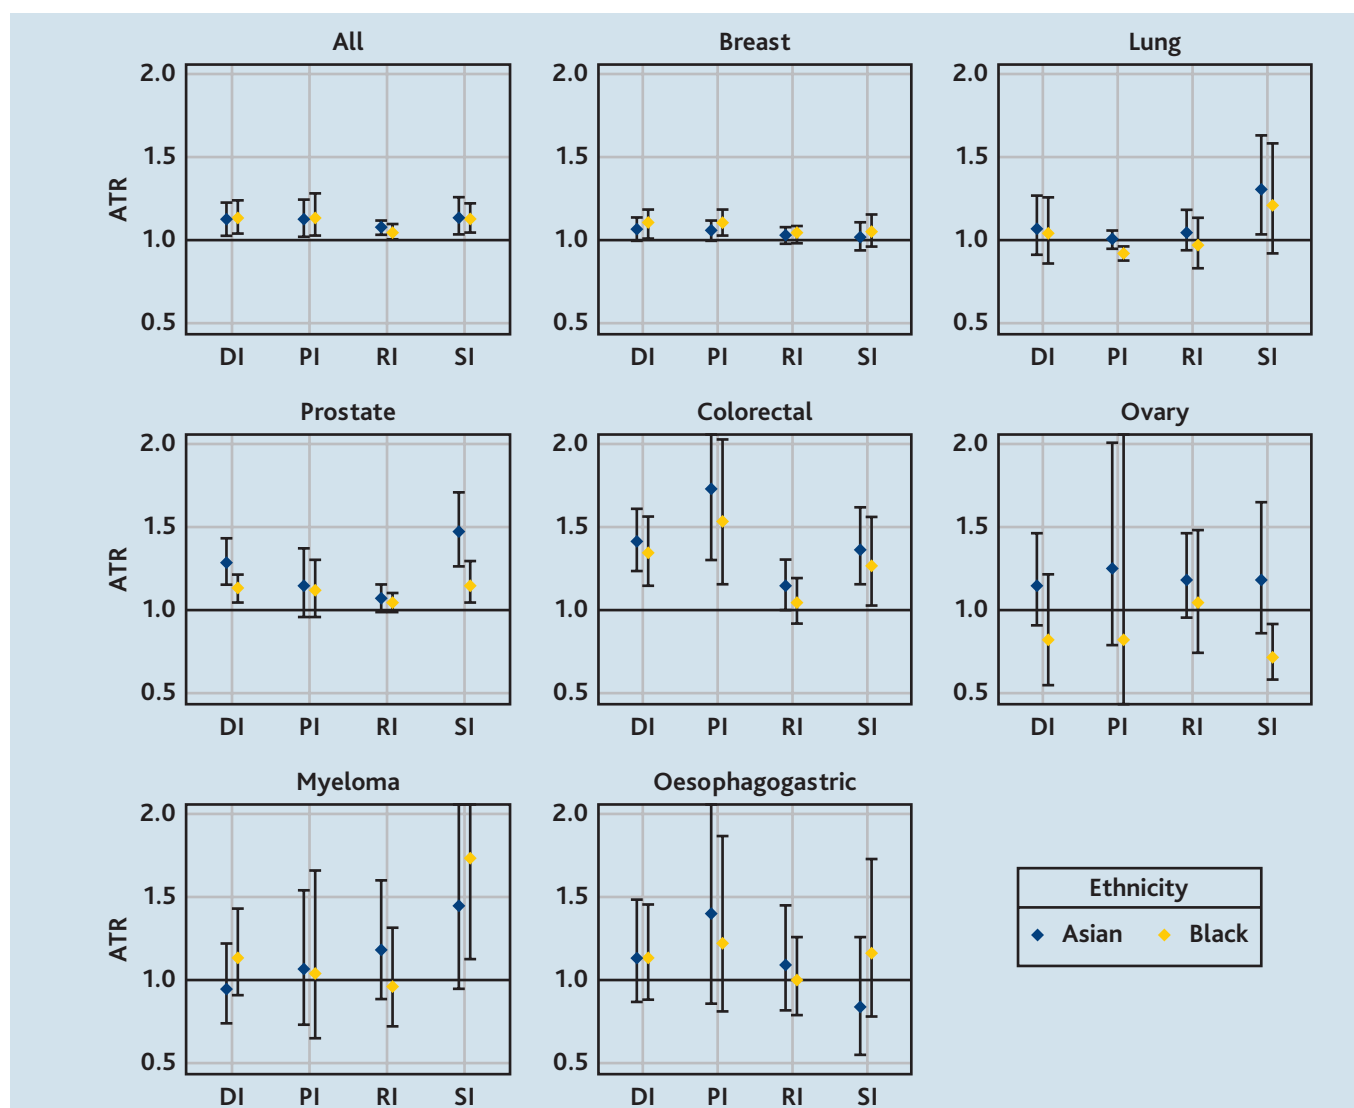 All Breast Lung
2.0 2.0 2.0
1.5 1.5 1.5
ATR
1.0 1.0 1.0
0.5 0.5 0.5
DI PI RI SI DI PI RI SI DI PI RI SI
Prostate Colorectal Ovary
2.0 2.0 2.0
1.5 1.5 1.5
ATR
1.0 1.0 1.0
0.5 0.5 0.5
DI PI RI SI DI PI RI SI DI PI RI SI
Myeloma Oesophagogastric
2.0 2.0
1.5 1.5
ATR
1.0 1.0
0.5 0.5
DI PI RI SI DI PI RI SI
Ethnicity
Asian Black